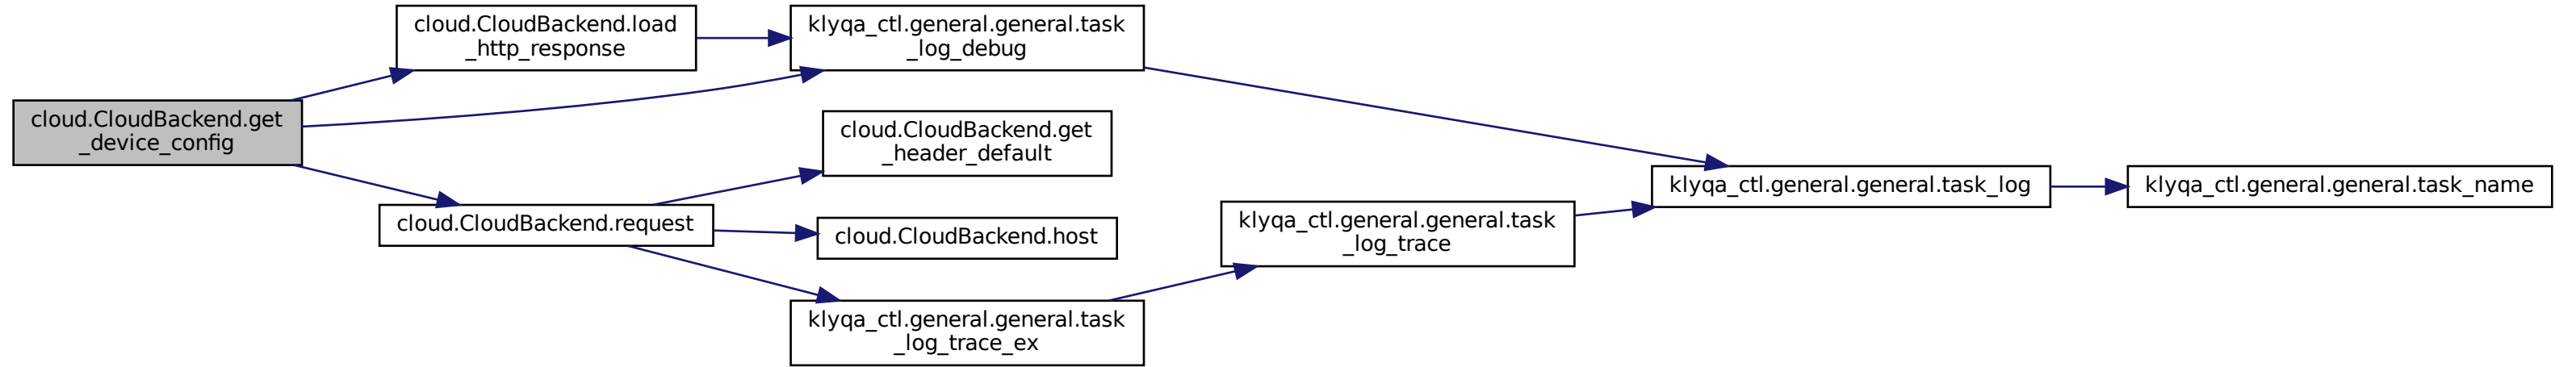 cloud.CloudBackend.get
_device_config
cloud.CloudBackend.load
_http_response
klyqa_ctl.general.general.task
_log_debug
cloud.CloudBackend.get
_header_default
cloud.CloudBackend.request
cloud.CloudBackend.host
klyqa_ctl.general.general.task
_log_trace_ex
klyqa_ctl.general.general.task
_log_trace
klyqa_ctl.general.general.task_log
klyqa_ctl.general.general.task_name